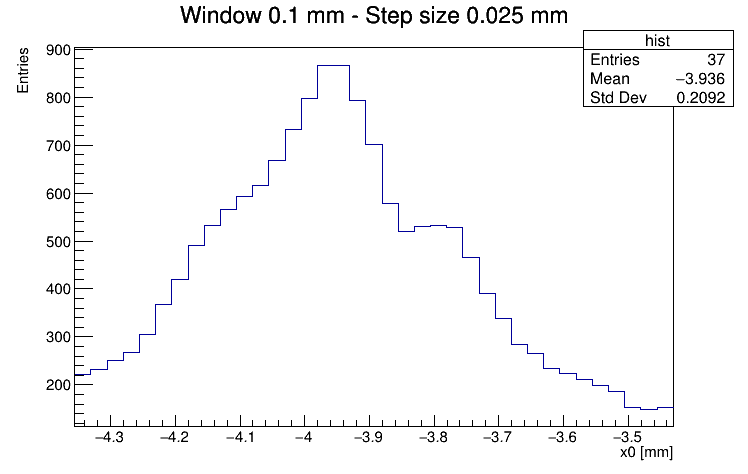 Window 0.1 mm - Step size 0.025 mm
hist
Entries 37
Mean −3.936
Std Dev 0.2092
Entries
900
800
700
600
500
400
300
200
−4.3 −4.2 −4.1 −4 −3.9 −3.8 −3.7 −3.6 −3.5
x0 [mm]